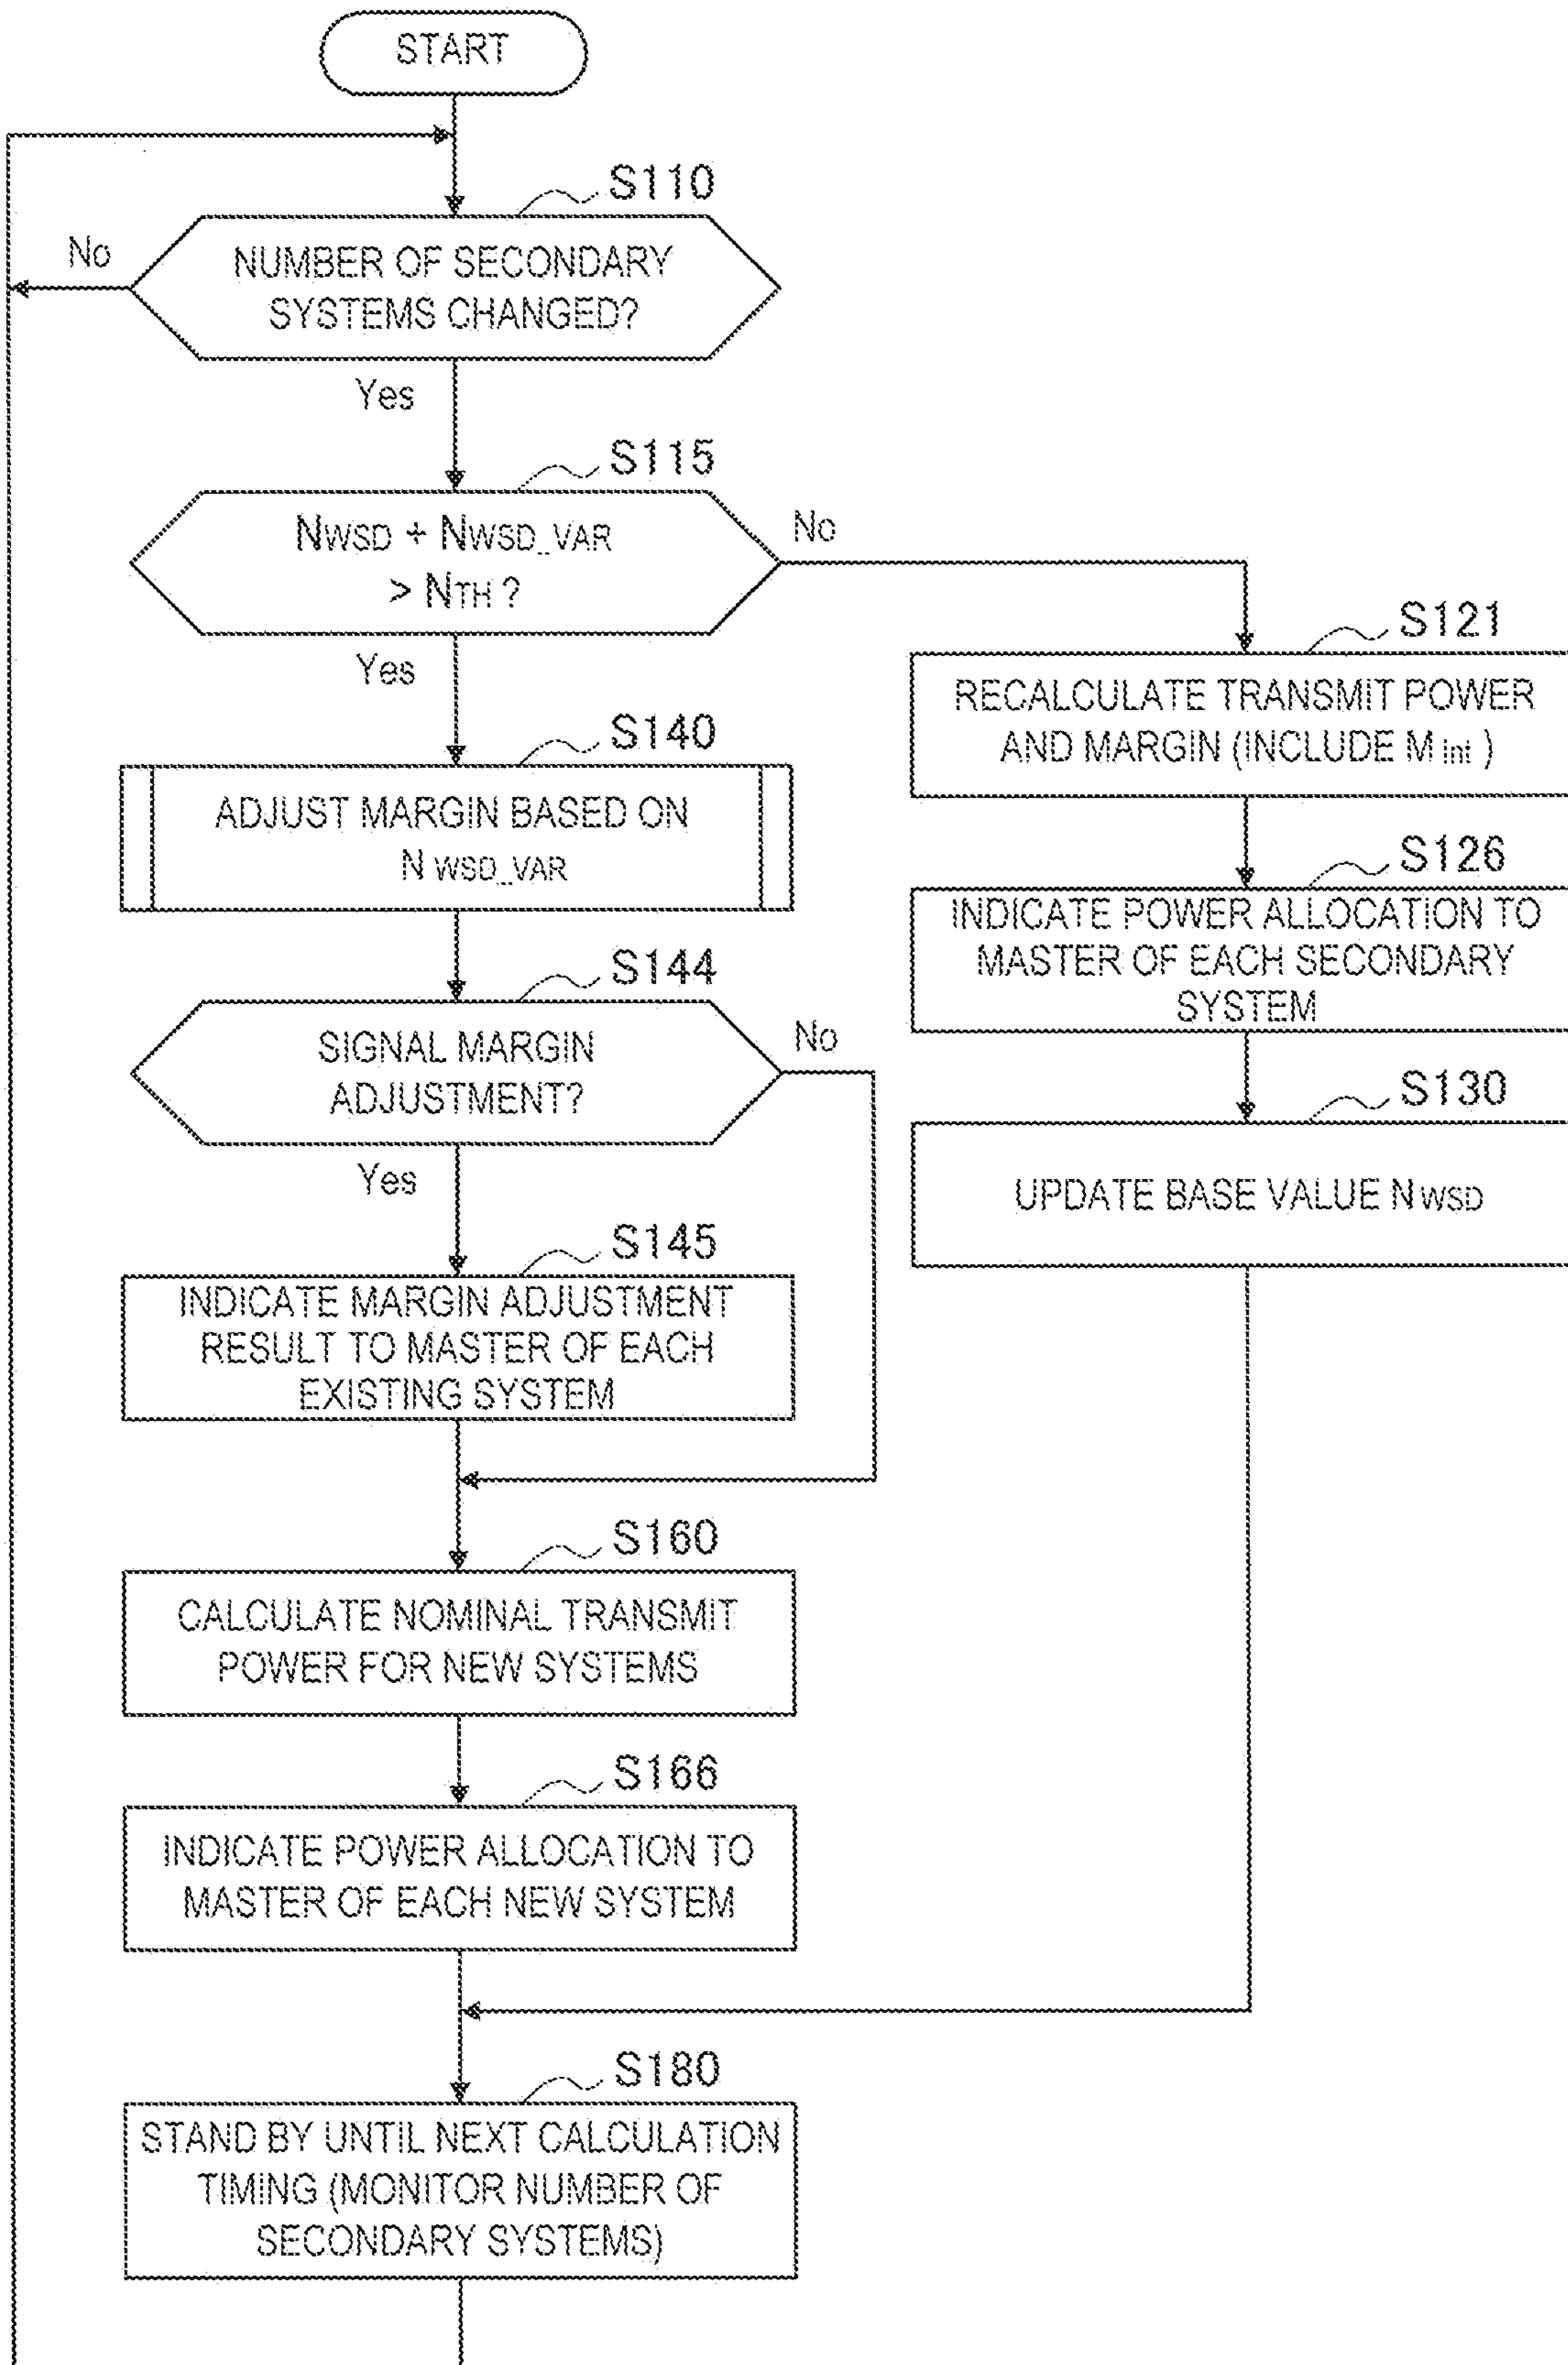 START
S110
No
NUMBER OF SECONDARY
SYSTEMS CHANGED?
Yes
S115
NWSD + NWSD_VAR
> NTH ?
No
Yes
S121
RECALCULATE TRANSMIT POWER
AND MARGIN (INCLUDE M int )
S140
ADJUST MARGIN BASED ON
N WSD_VAR
S126
INDICATE POWER ALLOCATION TO
MASTER OF EACH SECONDARY
SYSTEM
S144
SIGNAL MARGIN
ADJUSTMENT?
No
Yes
S130
UPDATE BASE VALUE NWSD
S145
INDICATE MARGIN ADJUSTMENT
RESULT TO MASTER OF EACH
EXISTING SYSTEM
S160
CALCULATE NOMINAL TRANSMIT
POWER FOR NEW SYSTEMS
S166
INDICATE POWER ALLOCATION TO
MASTER OF EACH NEW SYSTEM
S180
STAND BY UNTIL NEXT CALCULATION
TIMING (MONITOR NUMBER OF
SECONDARY SYSTEMS)